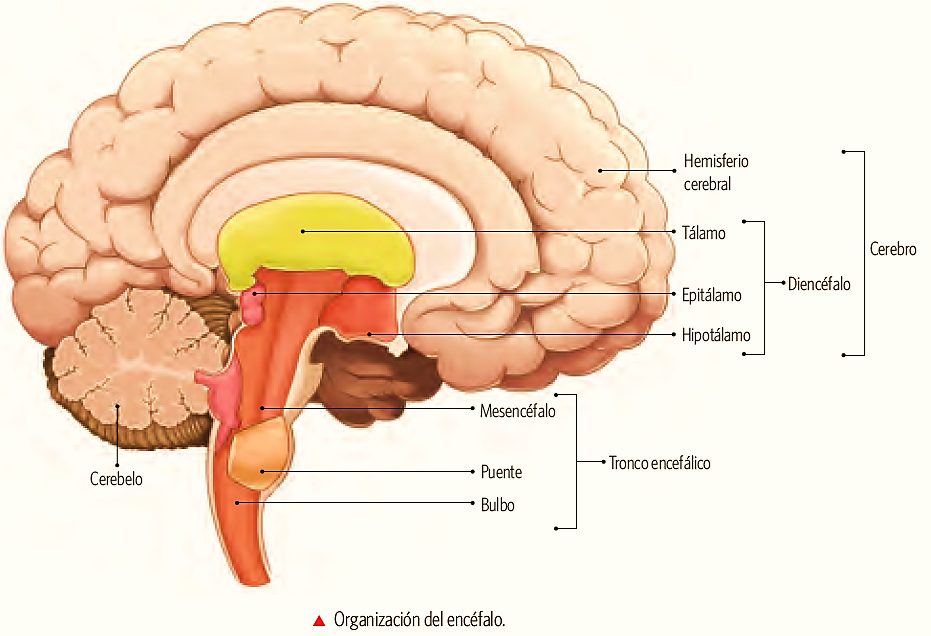 Hemisferio
cerebral
Tálamo
Cerebro
Diencéfalo
Epitálamo
Hipotálamo
Mesencéfalo
Tronco encefálico
Puente
Cerebelo
Bulbo
▲ Organización del encéfalo.